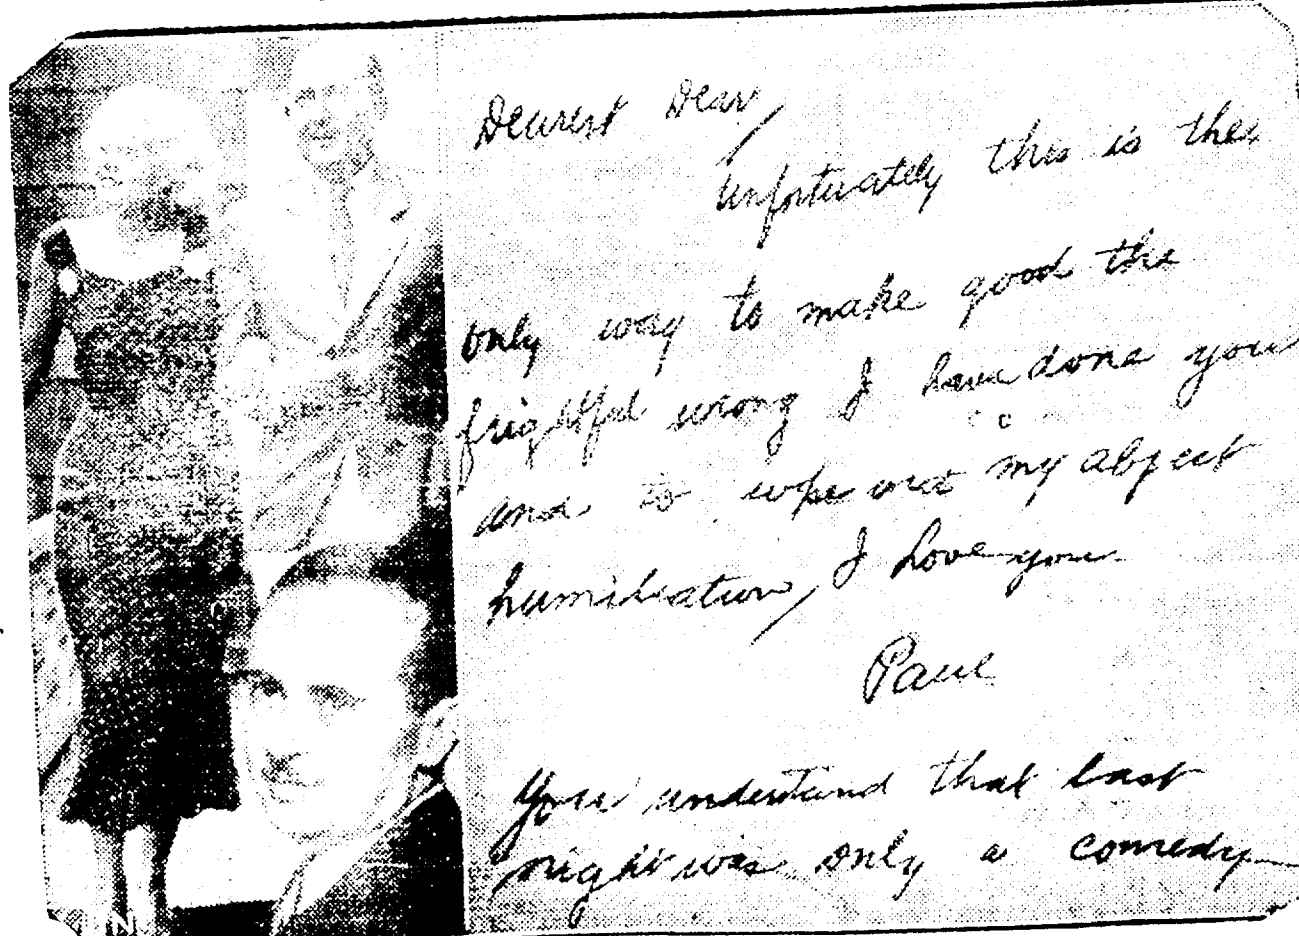 Dearest Dear,
Unfortuately this is the
only way to make good the
frightful wrong I have done you
and to wipe out my abject
humiliation, I love you
Paul
You understand that last
night was only a comedy